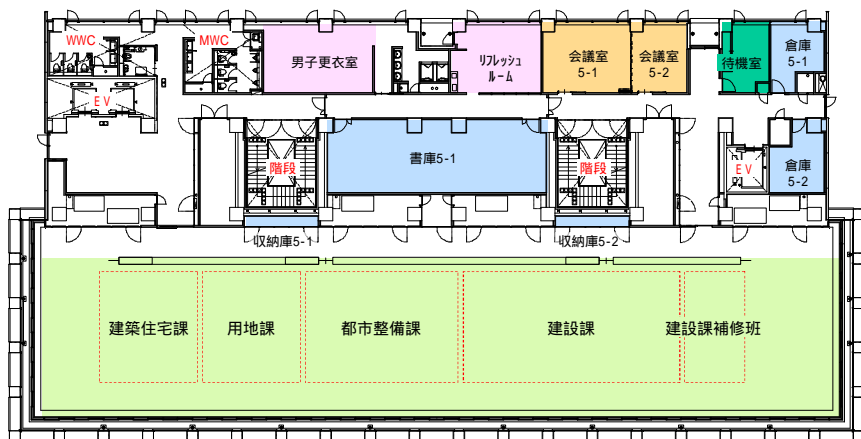 WWC
MWC
男子更衣室
リフレッシュ
ルーム
会議室
5-1
会議室
5-2
待機室
倉庫
5-1
EV
階段
書庫5-1
階段
EV
倉庫
5-2
収納庫5-1
収納庫5-2
建築住宅課
用地課
都市整備課
建設課
建設課補修班